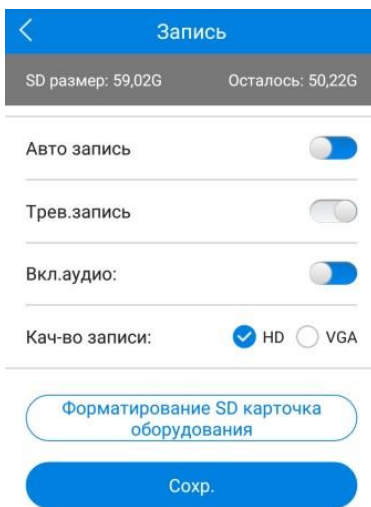 Запись
SD размер: 59,02G Осталось: 50,22G
Авто запись
Трев.запись
Вкл.аудио:
Кач-во записи: HD VGA
Форматирование SD карточка
оборудования
Сохр.